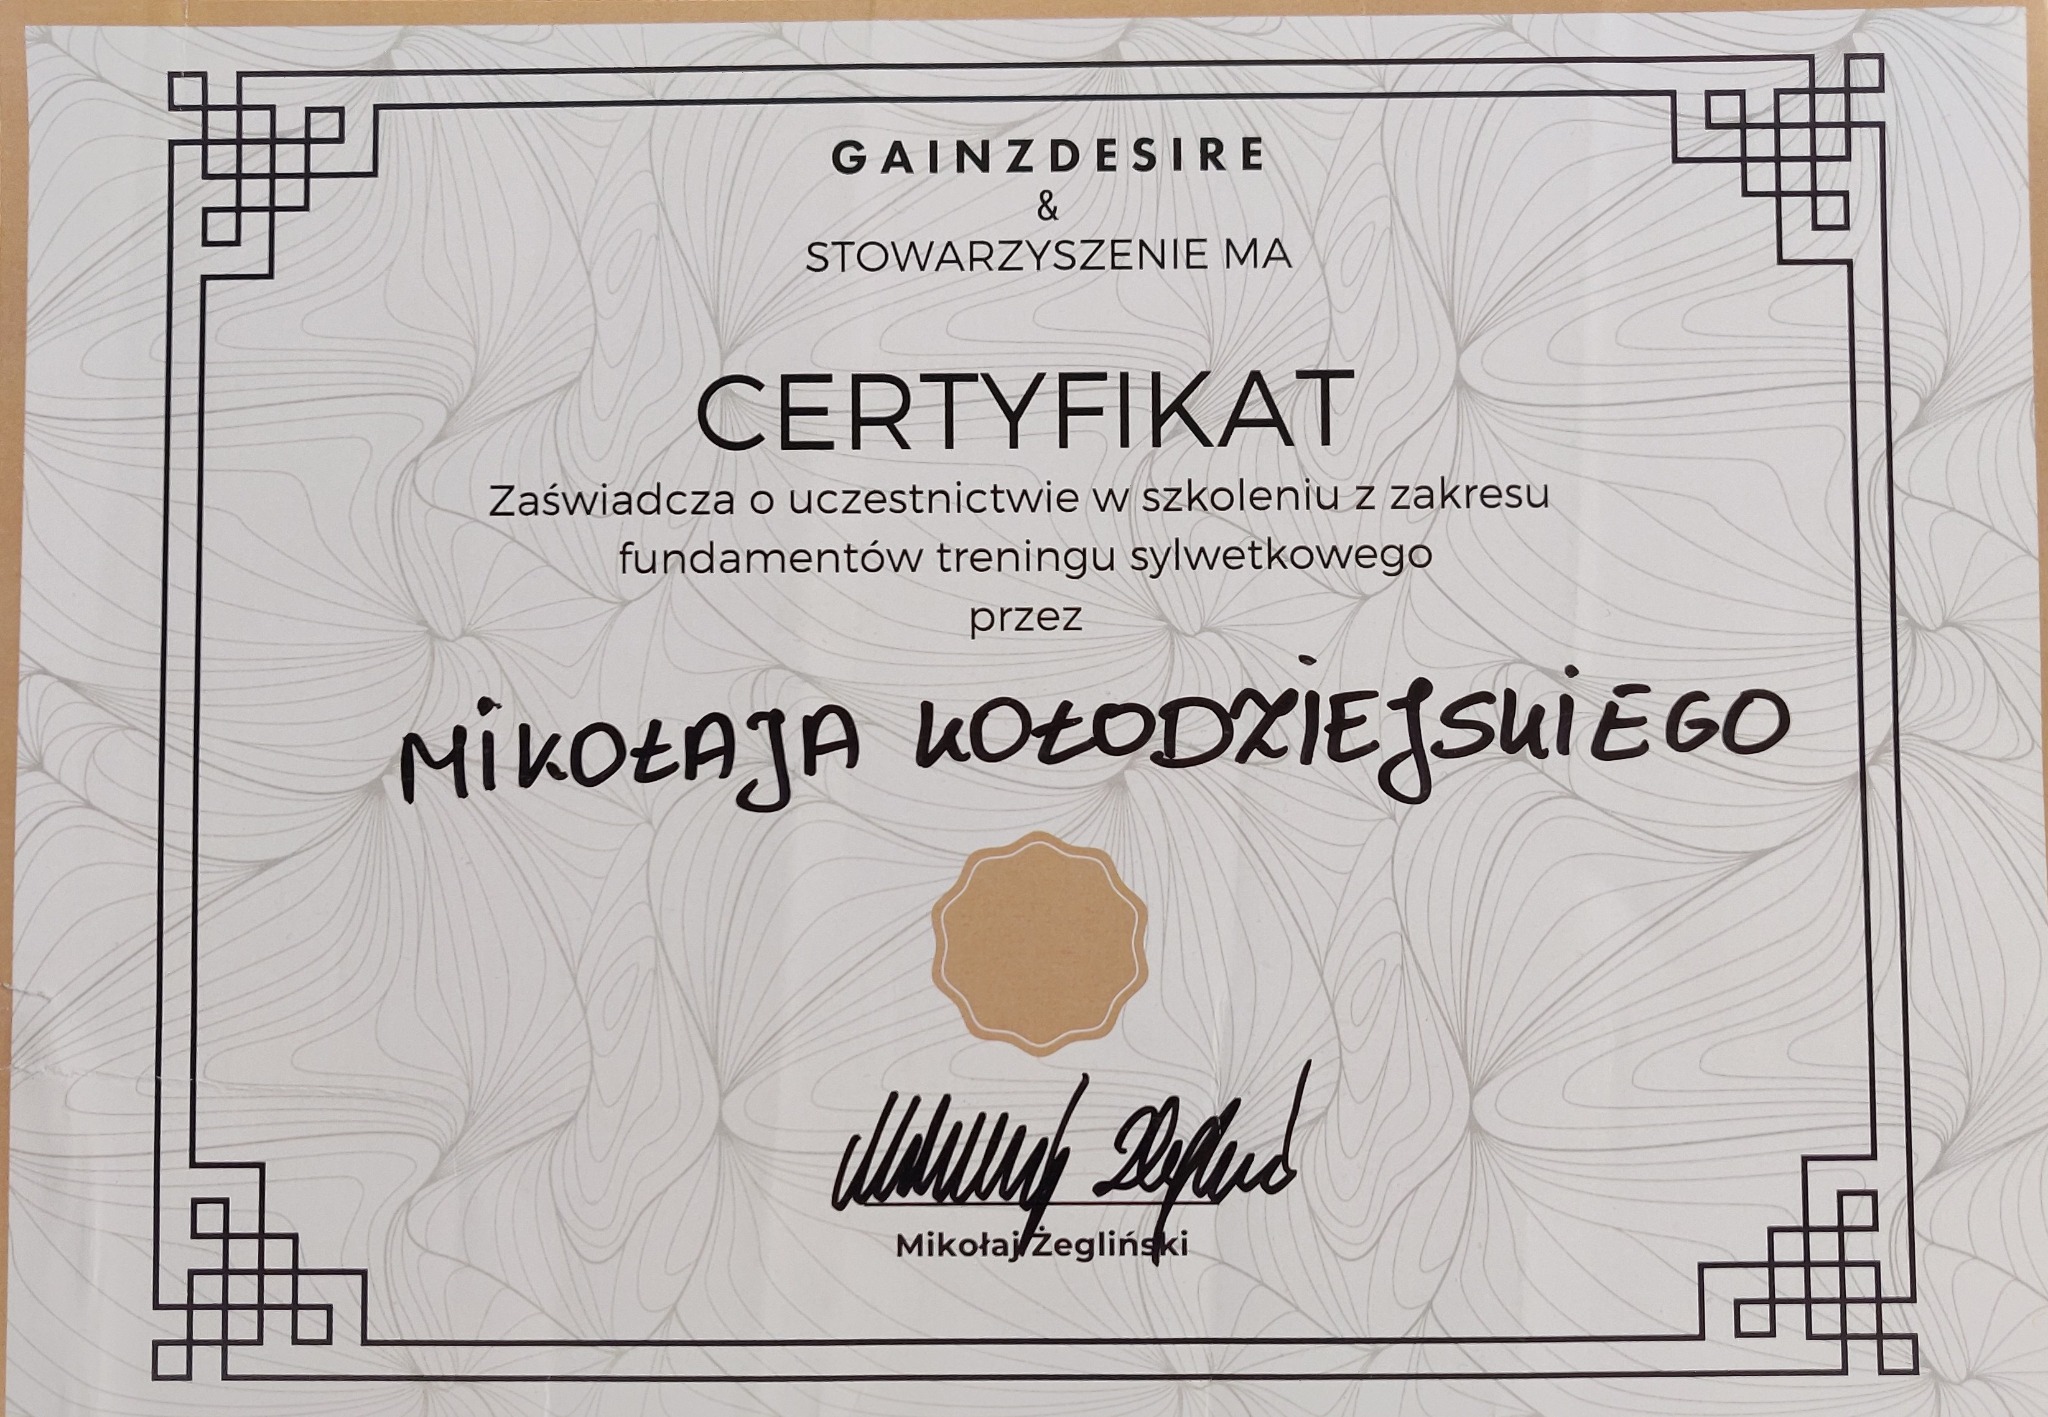 GAINZDESIRE
&
STOWARZYSZENIE MA
CERTYFIKAT
Zaświadcza o uczestnictwie w szkoleniu z zakresu
fundamentów treningu sylwetkowego
przez
MIKOŁAJA KOŁODZIEJSKIEGO
Mikołaj Żegliński